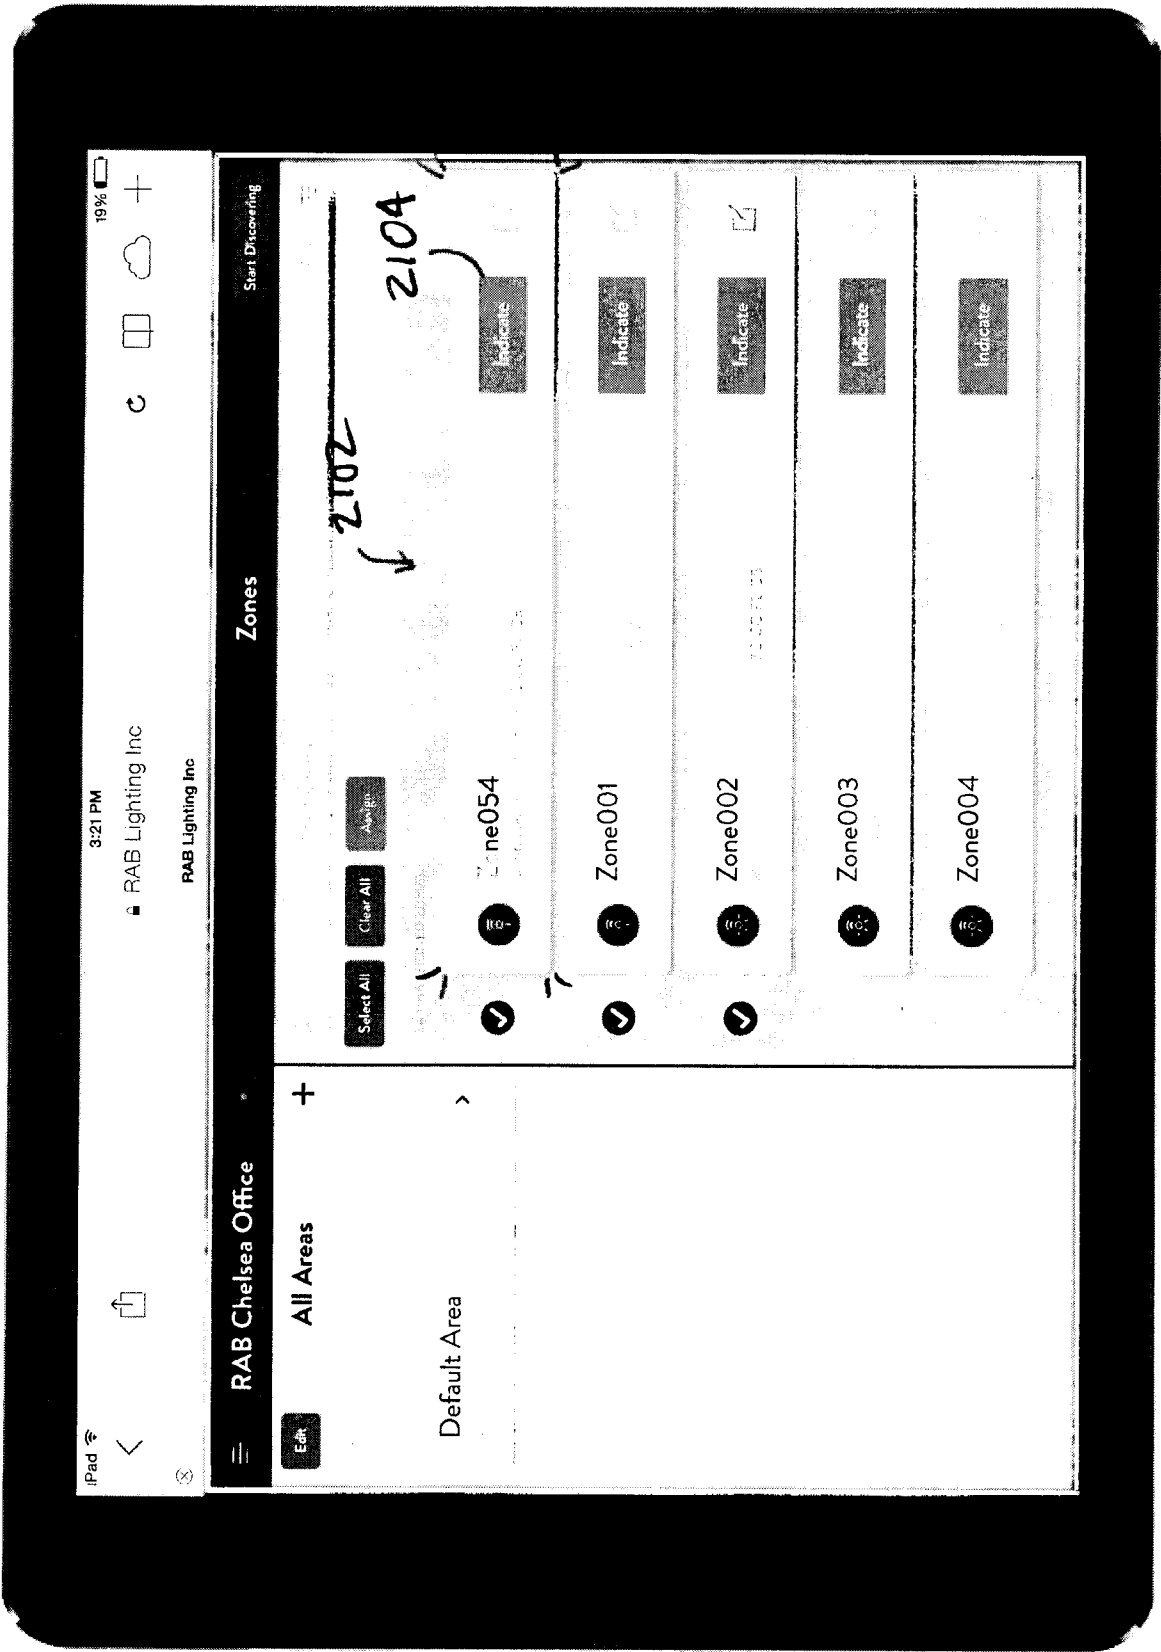 iPad
3:21 PM
19%
RAB Lighting Inc
RAB Lighting Inc
RAB Chelsea Office
Zones
Start Discovering
Edit
All Areas
+
Default Area
Select All
Clear All
Assign
2102
2104
ne054
Indicate
Zone001
Indicate
Zone002
Indicate
Zone003
Indicate
Zone004
Indicate